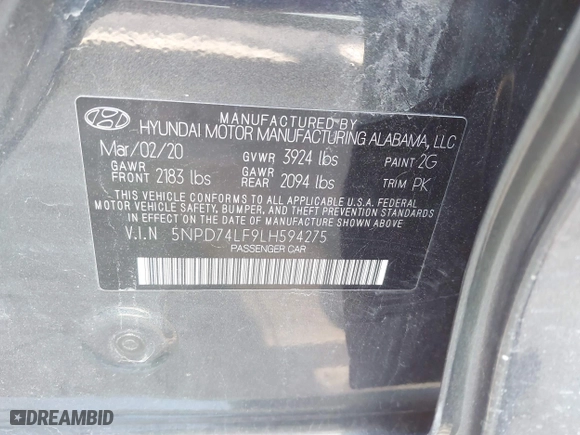 MANUFACTURED BY
HYUNDAI MOTOR MANUFACTURING ALABAMA, LLC
Mar/02/20 GVWR 3924 lbs PAINT 2G
GAWR FRONT 2183 lbs GAWR REAR 2094 lbs TRIM PK
THIS VEHICLE CONFORMS TO ALL APPLICABLE U.S.A. FEDERAL
MOTOR VEHICLE SAFETY, BUMPER, AND THEFT PREVENTION STANDARDS
IN EFFECT ON THE DATE OF MANUFACTURE SHOWN ABOVE.
V.I.N 5NPD74LF9LH594275
PASSENGER CAR
DREAMBID